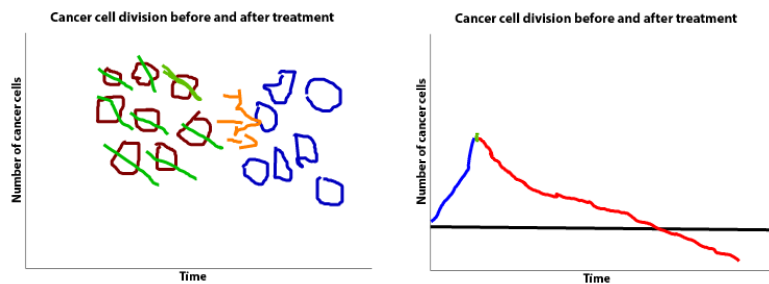 Cancer cell division before and after treatment
Number of cancer cells
Time
Cancer cell division before and after treatment
Number of cancer cells
Time